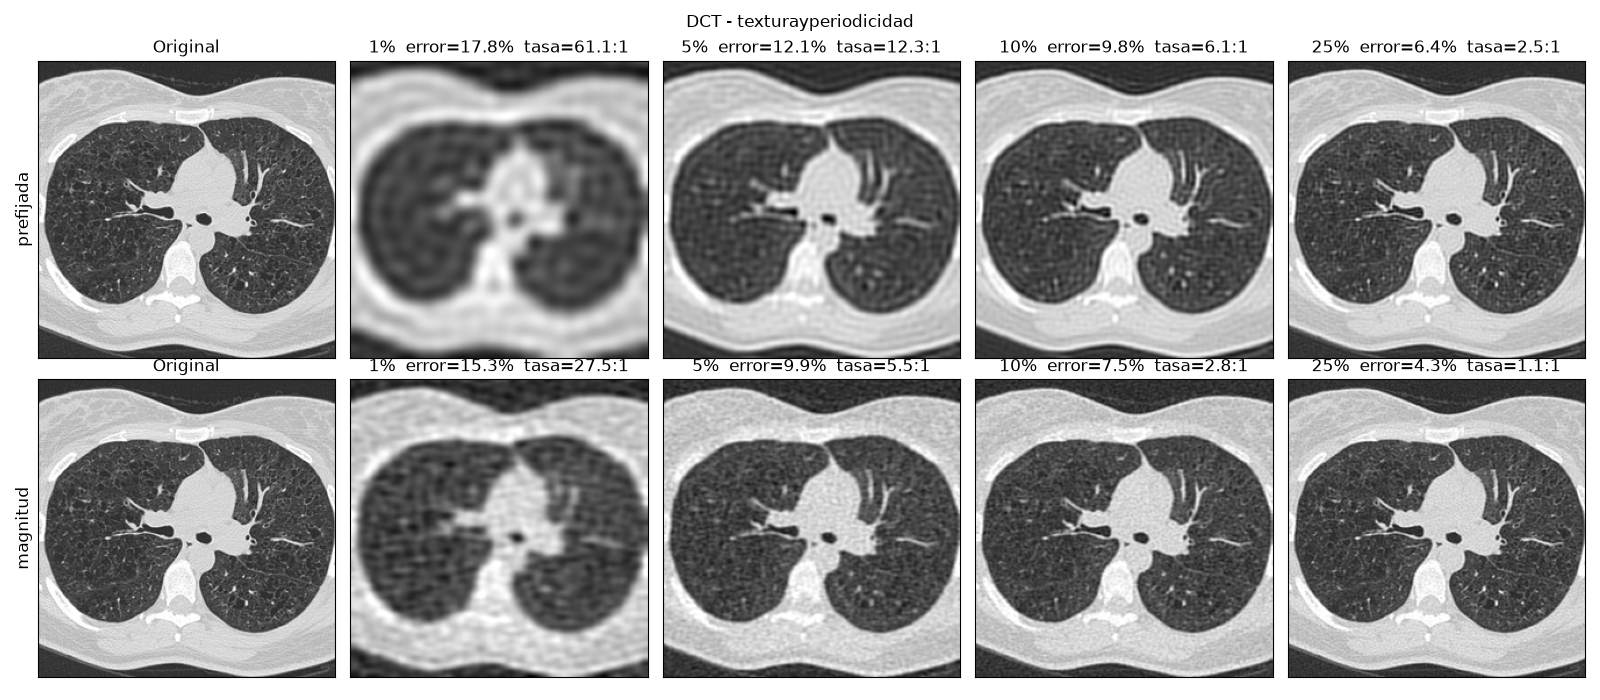 DCT - texturayperiodicidad
Original
1%  error=17.8%  tasa=61.1:1
5%  error=12.1%  tasa=12.3:1
10%  error=9.8%  tasa=6.1:1
25%  error=6.4%  tasa=2.5:1
prefijada
Original
1%  error=15.3%  tasa=27.5:1
5%  error=9.9%  tasa=5.5:1
10%  error=7.5%  tasa=2.8:1
25%  error=4.3%  tasa=1.1:1
magnitud